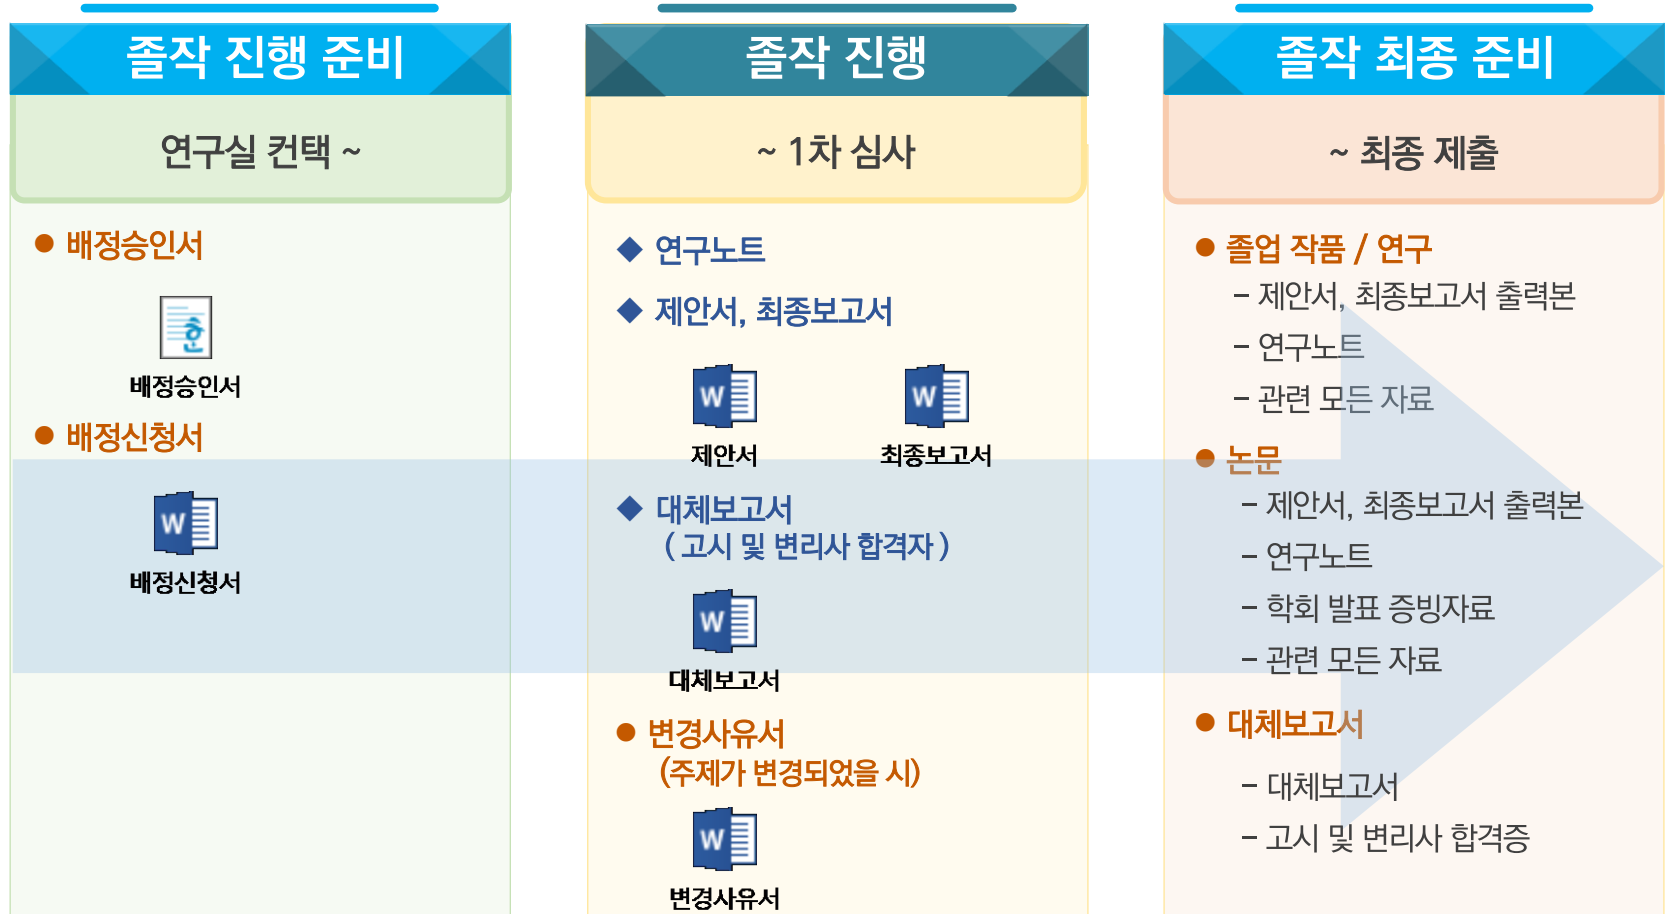 졸작 진행 준비
연구실 컨택 ~
● 배정승인서
배정승인서
● 배정신청서
W
배정신청서
졸작 진행
~ 1차 심사
◆ 연구노트
◆ 제안서, 최종보고서
W W
제안서 최종보고서
◆ 대체보고서
( 고시 및 변리사 합격자 )
W
대체보고서
● 변경사유서
(주제가 변경되었을 시)
W
변경사유서
졸작 최종 준비
~ 최종 제출
● 졸업 작품 / 연구
– 제안서, 최종보고서 출력본
– 연구노트
– 관련 모든 자료
● 논문
– 제안서, 최종보고서 출력본
– 연구노트
– 학회 발표 증빙자료
– 관련 모든 자료
● 대체보고서
– 대체보고서
– 고시 및 변리사 합격증